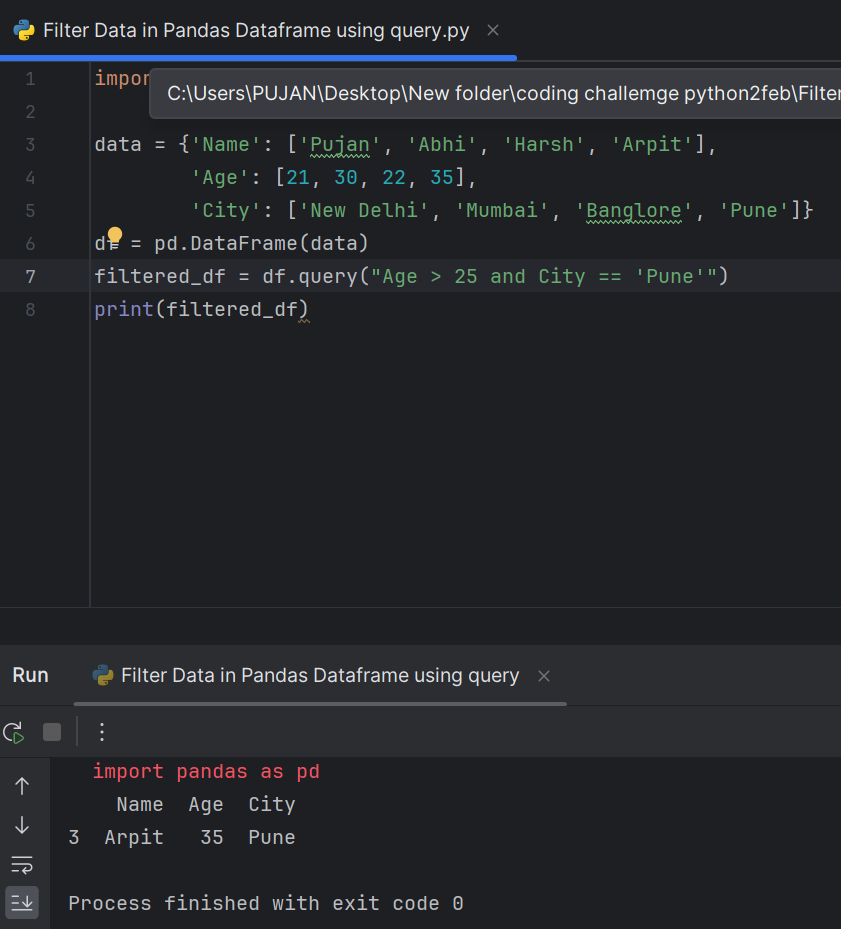 Filter Data in Pandas Dataframe using query.py
1 impor
C:\Users\PUJAN\Desktop\New folder\coding challemge python2feb\Filter
2
3 data = {'Name': ['Pujan', 'Abhi', 'Harsh', 'Arpit'],
4 'Age': [21, 30, 22, 35],
5 'City': ['New Delhi', 'Mumbai', 'Banglore', 'Pune']}
6 df = pd.DataFrame(data)
7 filtered_df = df.query("Age > 25 and City == 'Pune'")
8 print(filtered_df)
Run Filter Data in Pandas Dataframe using query
import pandas as pd
Name Age City
3 Arpit 35 Pune
Process finished with exit code 0